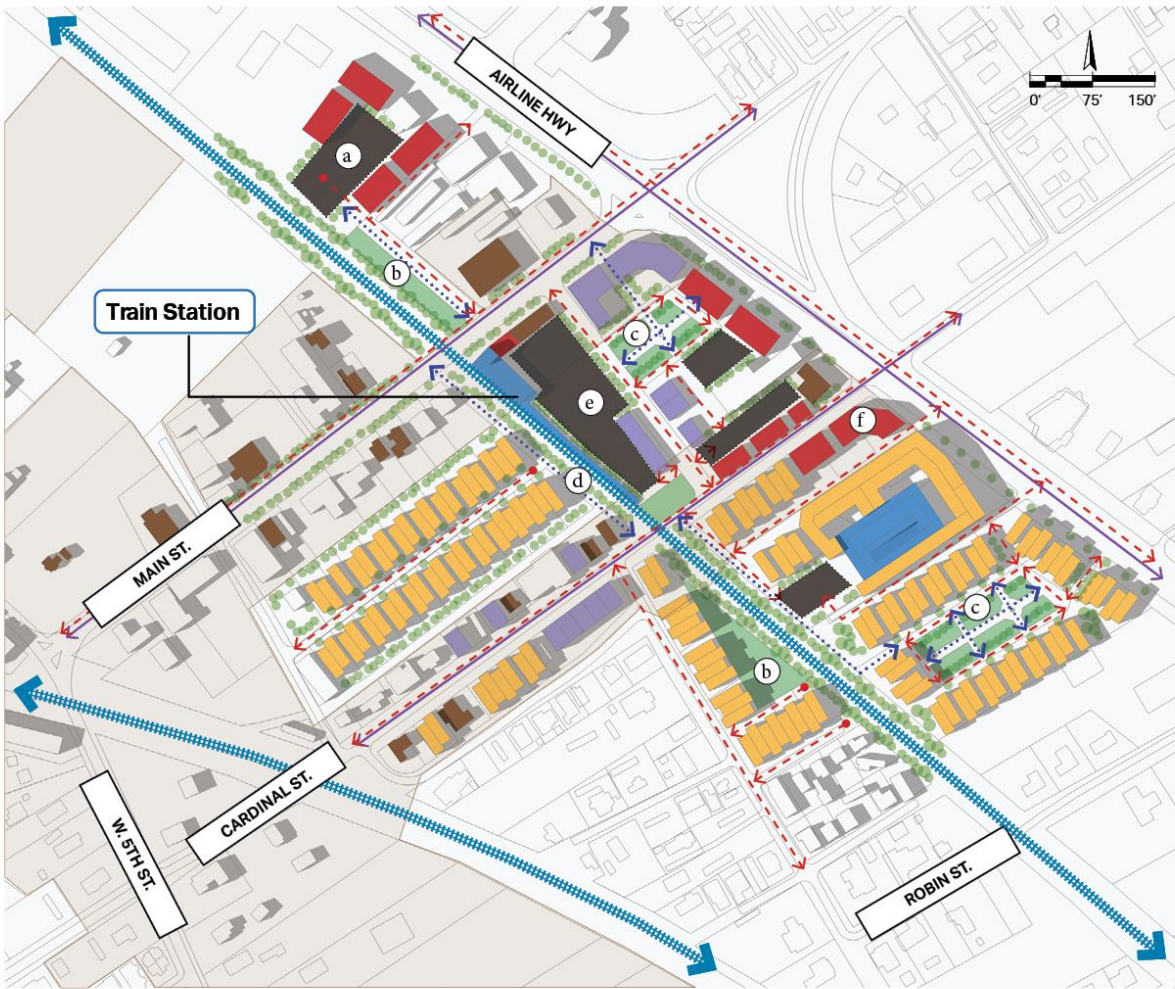 AIRLINE HWY
0' 75' 150'
a
b
Train Station
c
e
f
d
MAIN ST.
c
b
CARDINAL ST.
W. 5TH ST.
ROBIN ST.